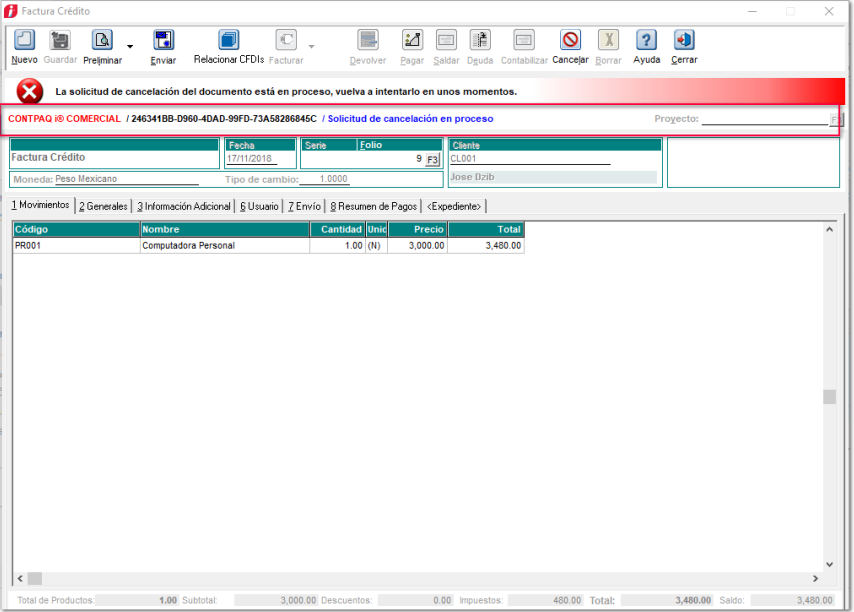 Factura Crédito
Nuevo Guardar Preliminar Enviar Relacionar CFDIs Facturar Devolver Pagar Saldar Deuda Contabilizar Cancelar Borrar Ayuda Cerrar
La solicitud de cancelación del documento está en proceso, vuelva a intentarlo en unos momentos.
CONTPAQ i® COMERCIAL / 246341BB-D960-4DAD-99FD-73A58286845C / Solicitud de cancelación en proceso Proyecto: F3
Fecha Serie Folio Cliente
Factura Crédito 17/11/2018 9 F3 CL001
Moneda: Peso Mexicano Tipo de cambio: 1.0000 Jose Dzib
1 Movimientos 2 Generales 3 Información Adicional 6 Usuario 7 Envío 8 Resumen de Pagos <Expediente>
Código Nombre Cantidad Unid Precio Total
PR001 Computadora Personal 1.00 (N) 3,000.00 3,480.00
Total de Productos: 1.00 Subtotal: 3,000.00 Descuentos: 0.00 Impuestos: 480.00 Total: 3,480.00 Saldo: 3,480.00